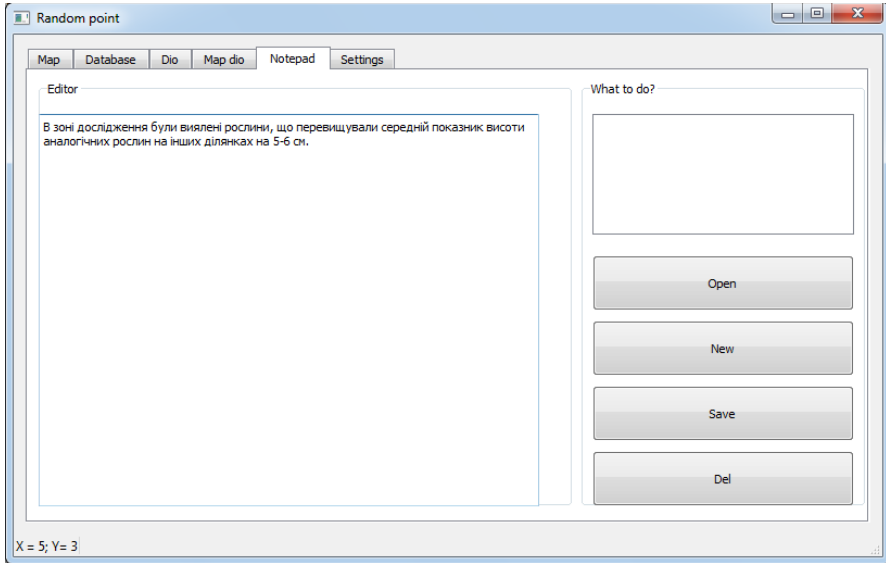 Random point
Map Database Dio Map dio Notepad Settings
Editor
В зоні дослідження були виялені рослини, що перевищували середній показник висоти
аналогічних рослин на інших ділянках на 5-6 см.
What to do?
Open
New
Save
Del
X = 5; Y= 3